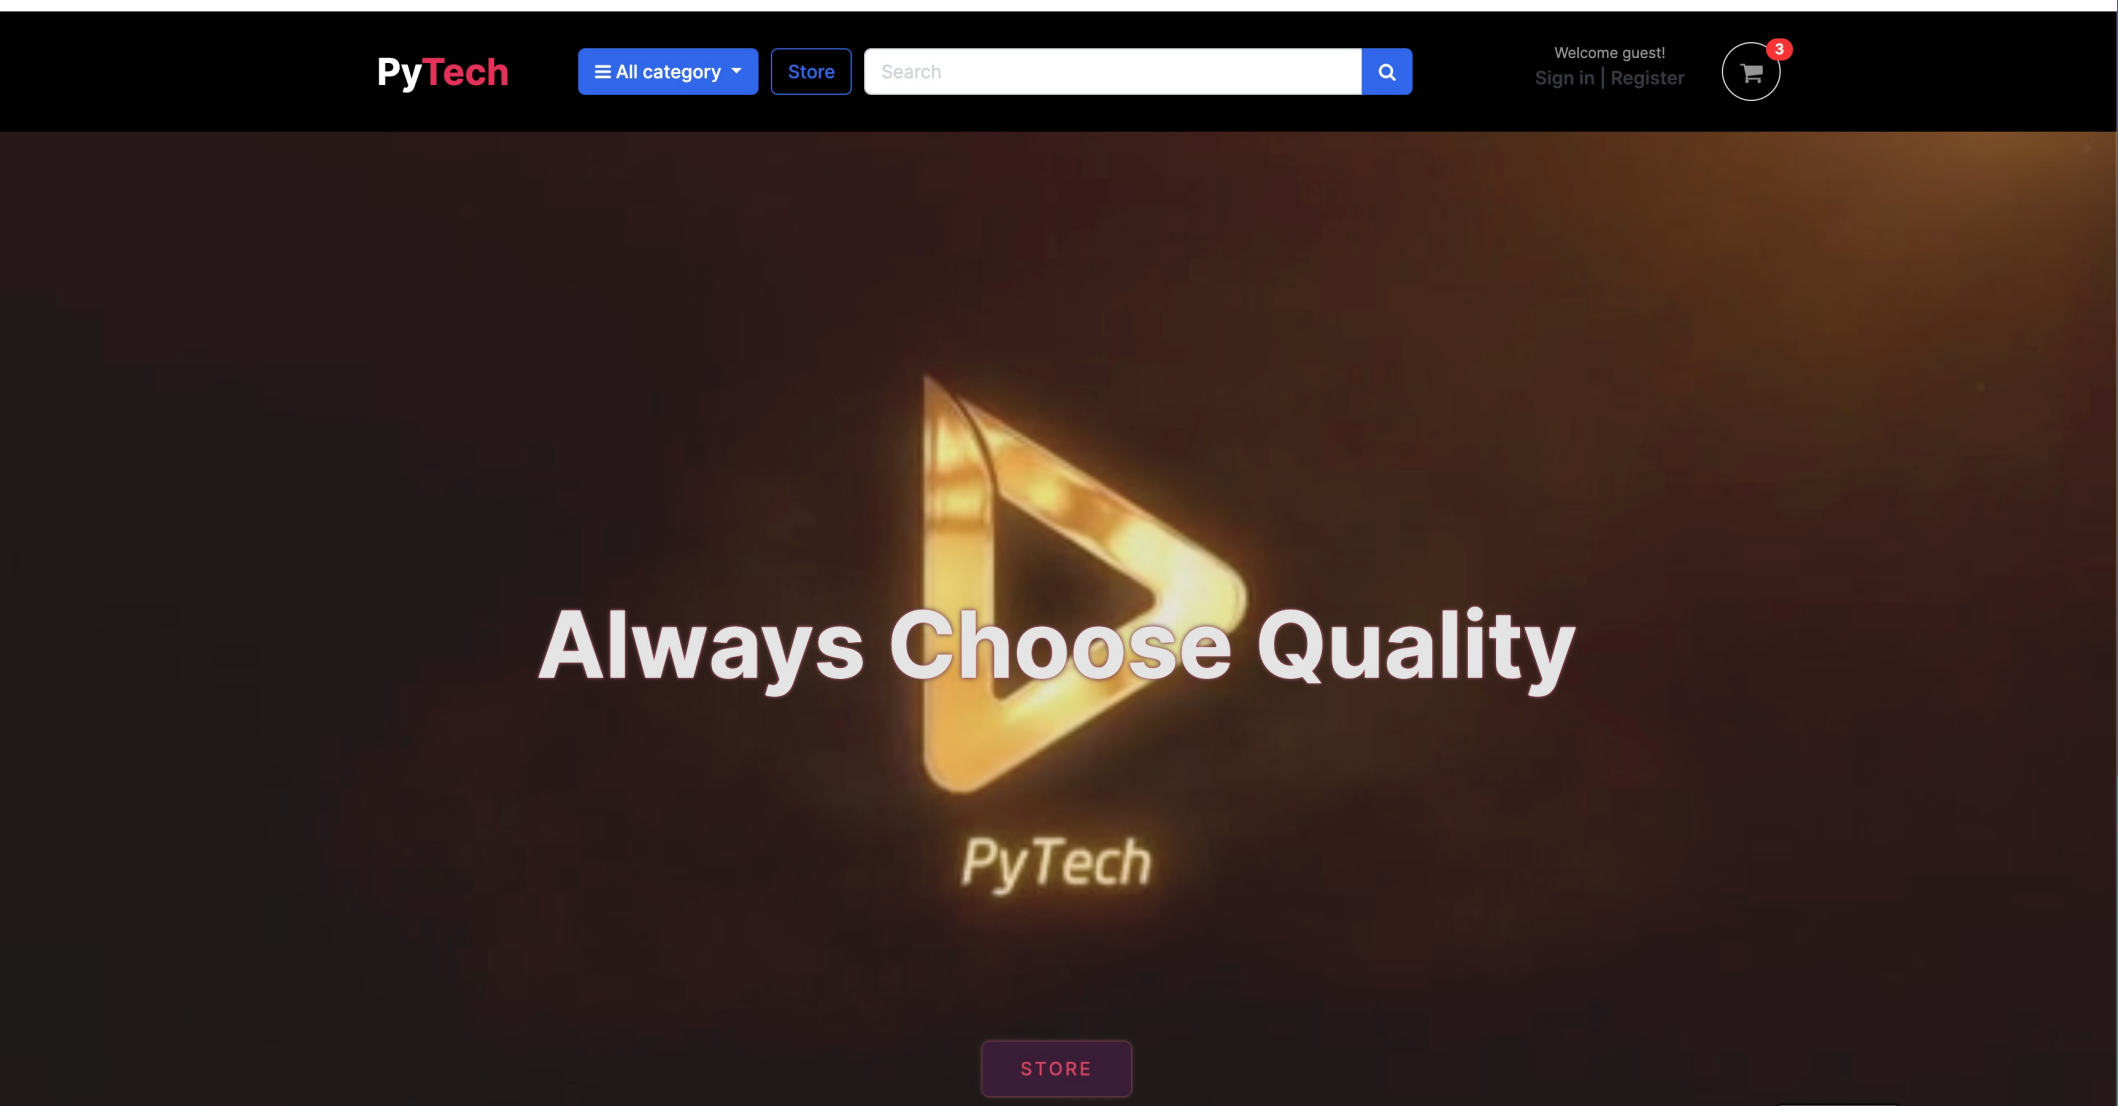 PyTech
All category
Store
Search
Welcome guest!
Sign in | Register
3
Always Choose Quality
PyTech
STORE